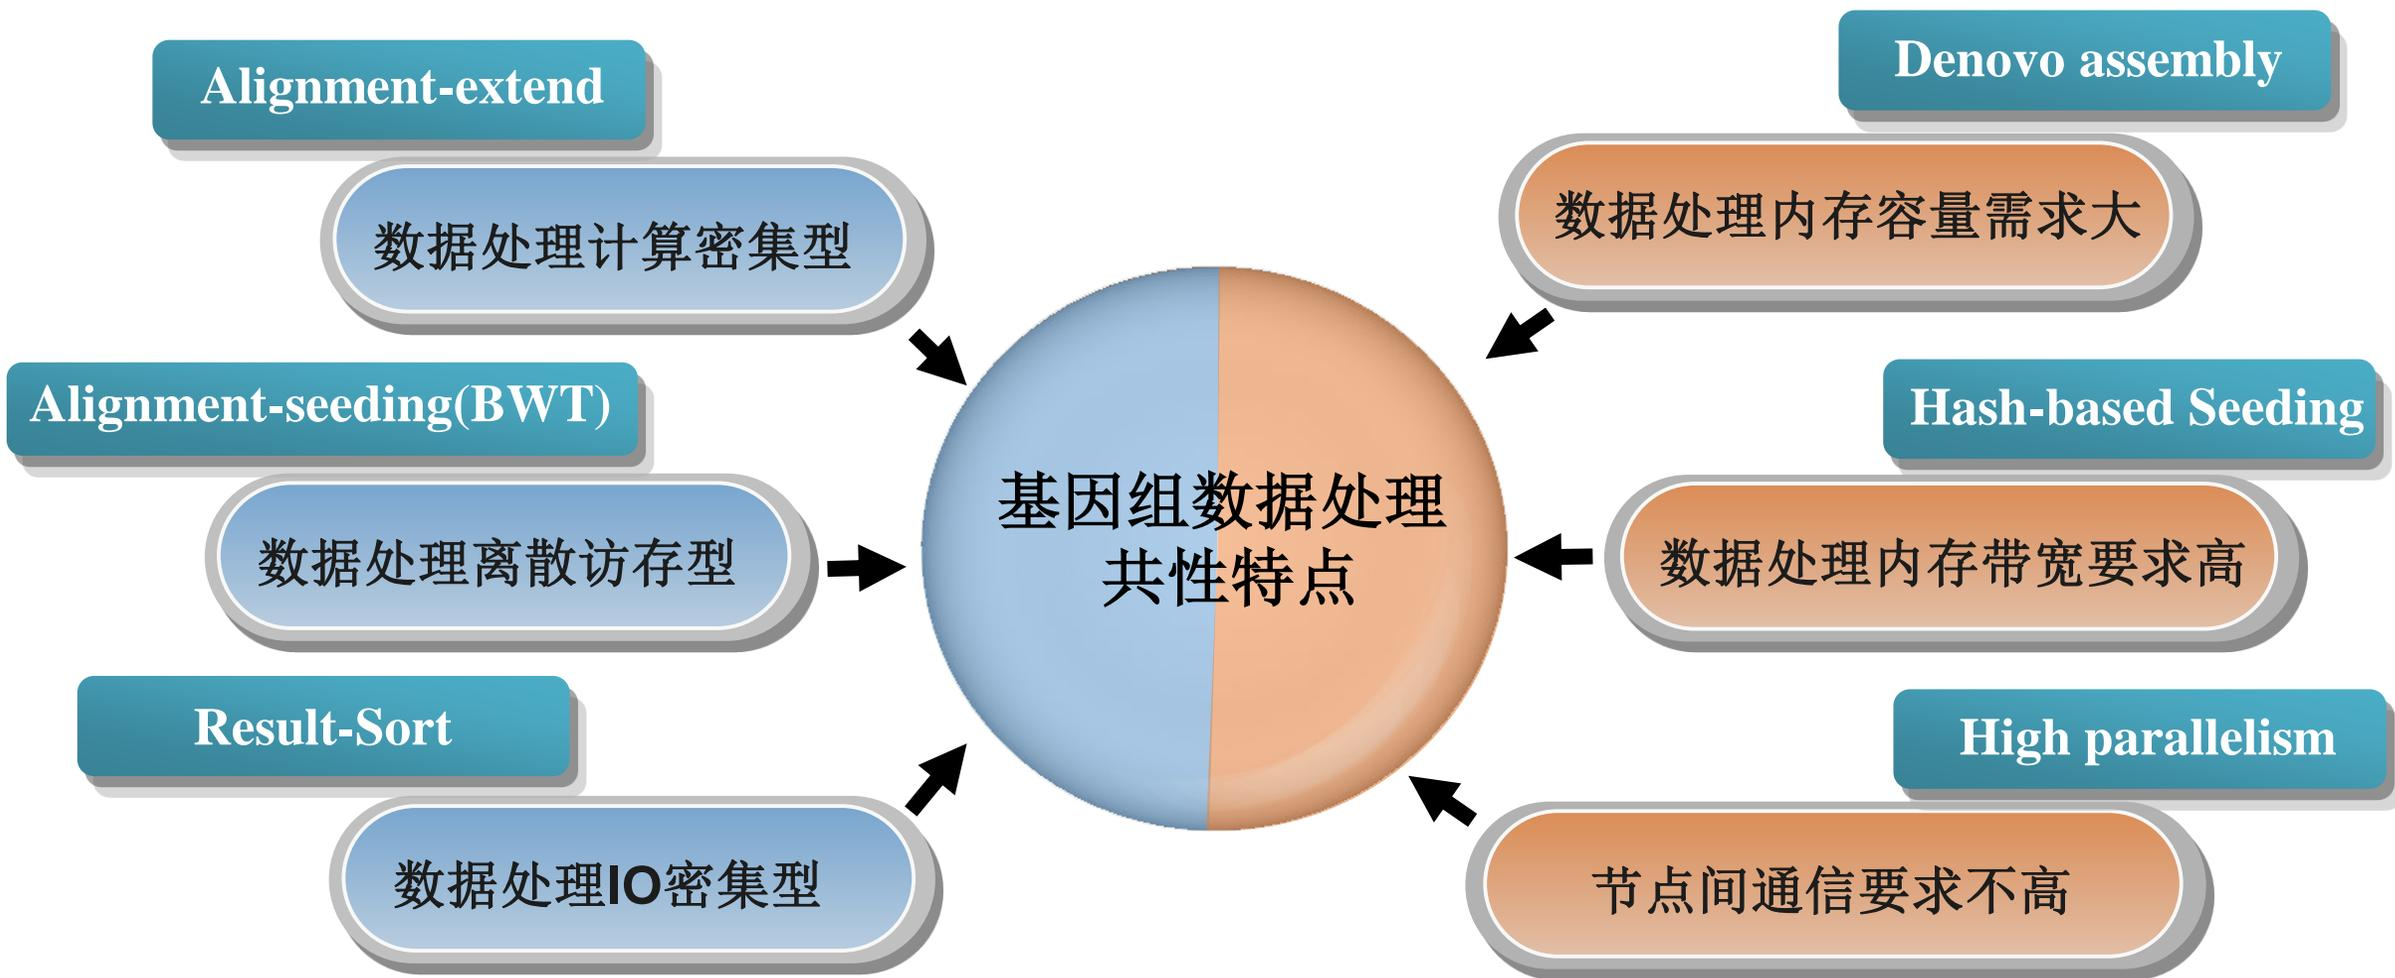 Alignment-extend
数据处理计算密集型
Alignment-seeding(BWT)
数据处理离散访存型
Result-Sort
数据处理IO密集型
基因组数据处理
共性特点
Denovo assembly
数据处理内存容量需求大
Hash-based Seeding
数据处理内存带宽要求高
High parallelism
节点间通信要求不高